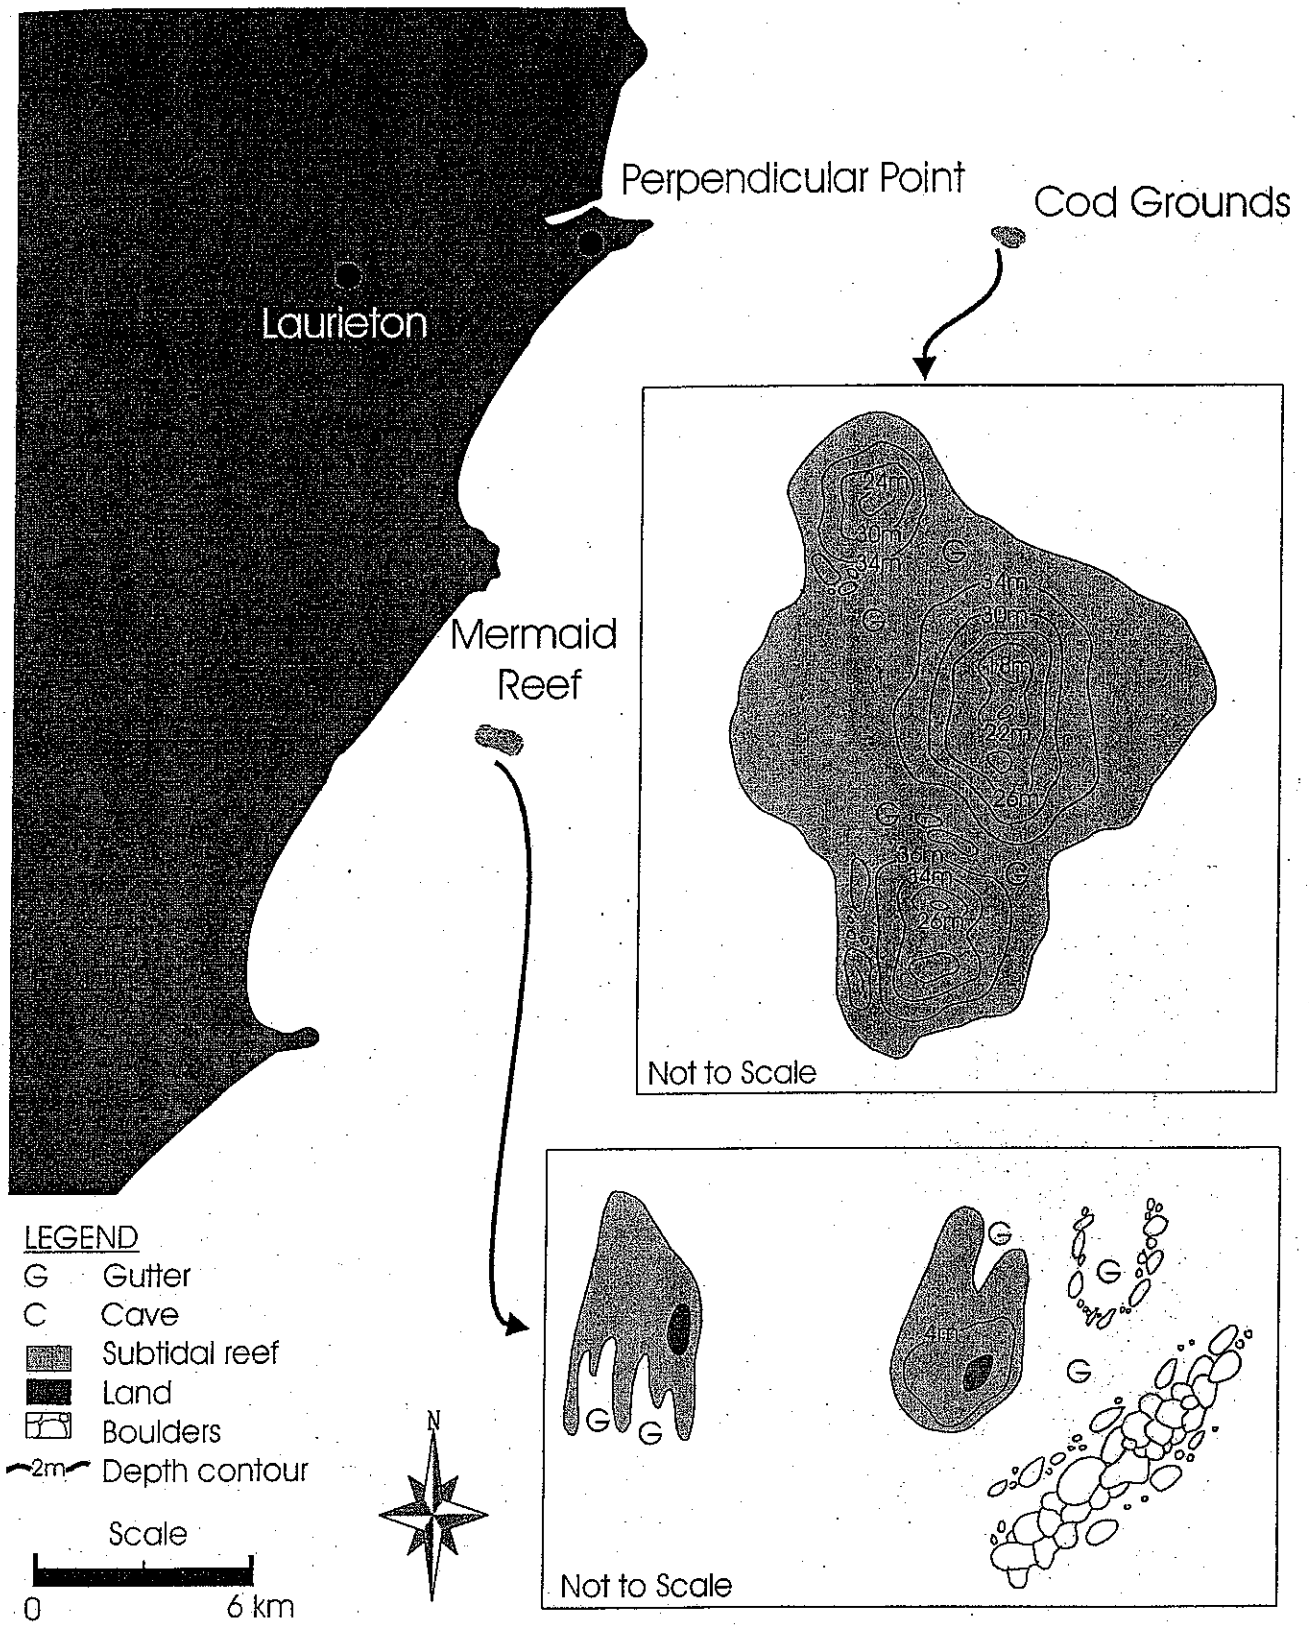 Perpendicular Point
Cod Grounds
Laurieton
24m
30m
34m
G
34m
30m
G
18m
22m
26m
G
34m
G
26m
Not to Scale
Mermaid
Reef
G
G
4m
G
G
G
Not to Scale
LEGEND
G Gutter
C Cave
Subtidal reef
Land
Boulders
2m Depth contour
N
Scale
0 6 km